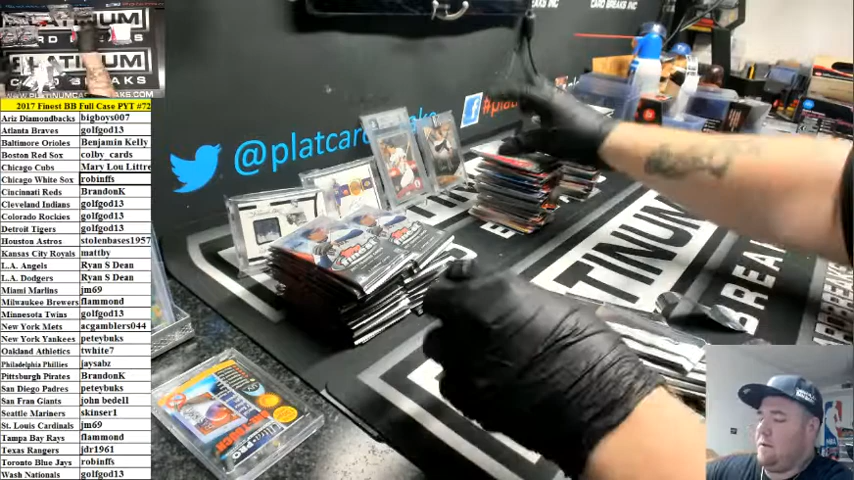 PLATINUM
CARD BREAKS
2017 Finest BB Full Case PYT #72
Ariz Diamondbacks bigboys007
Atlanta Braves golfgod13
Baltimore Orioles Benjamin Kelly
Boston Red Sox colby_cards
Chicago Cubs Mary Lou Littre
Chicago White Sox robinffs
Cincinnati Reds BrandonK
Cleveland Indians golfgod13
Colorado Rockies golfgod13
Detroit Tigers golfgod13
Houston Astros stolenbases1957
Kansas City Royals mattby
L.A. Angels Ryan S Dean
L.A. Dodgers Ryan S Dean
Miami Marlins jm69
Milwaukee Brewers flammond
Minnesota Twins golfgod13
New York Mets acgamblers044
New York Yankees peteybuks
Oakland Athletics twhite7
Philadelphia Phillies jaysabz
Pittsburgh Pirates BrandonK
San Diego Padres peteybuks
San Fran Giants john bedell
Seattle Mariners skinser1
St. Louis Cardinals jm69
Tampa Bay Rays flammond
Texas Rangers jdr1961
Toronto Blue Jays robinffs
Wash Nationals golfgod13
CARD BREAKS INC
@platcardbreaks
Finest
PLATINUM
BREAKS